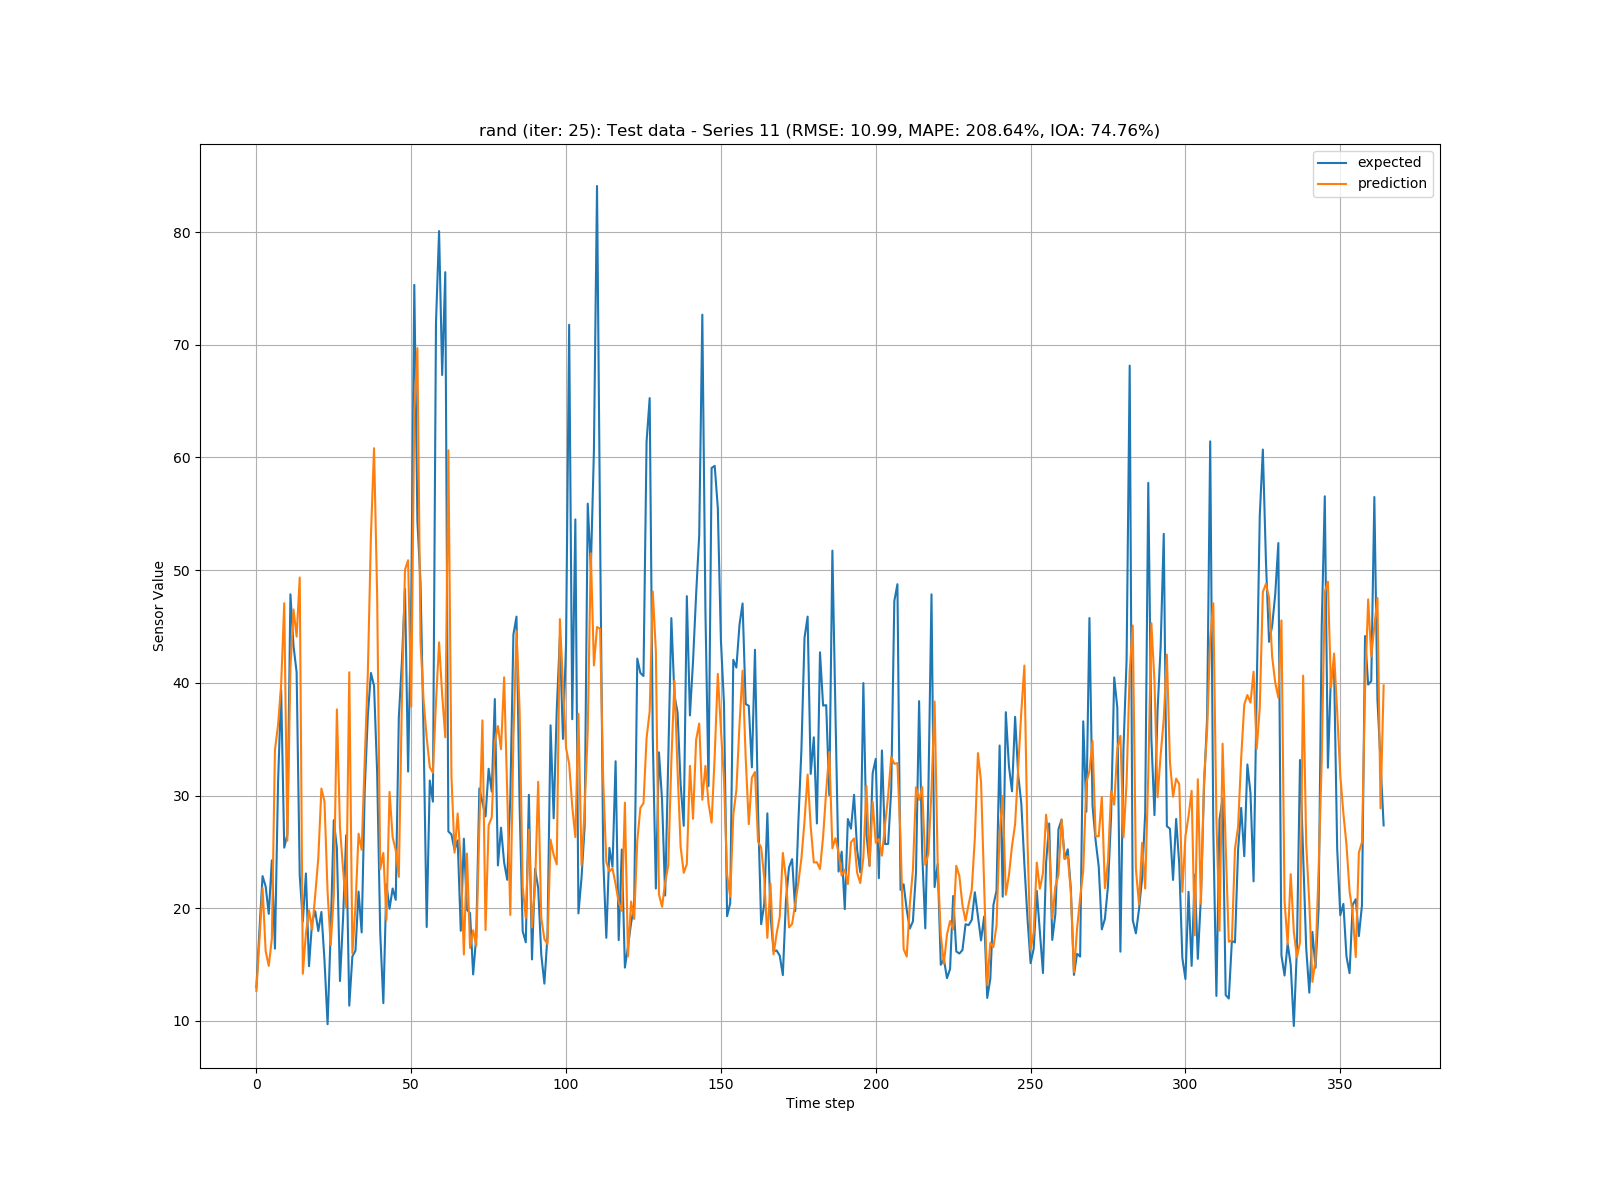 rand (iter: 25): Test data - Series 11 (RMSE: 10.99, MAPE: 208.64%, IOA: 74.76%)
expected
prediction
80
70
60
50
40
30
20
10
Sensor Value
0 50 100 150 200 250 300 350
Time step